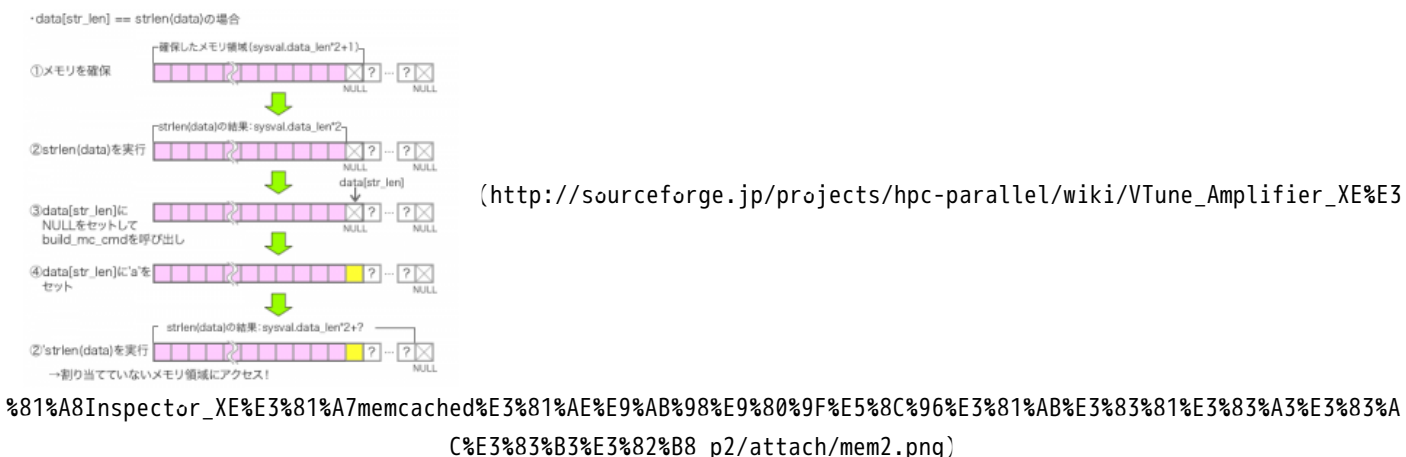 ・data[str_len] == strlen(data)の場合
確保したメモリ領域(sysval.data_len*2+1)
①メモリを確保
? ... ?
NULL NULL
strlen(data)の結果:sysval.data_len*2
②strlen(data)を実行
? ... ?
NULL NULL
data[str_len]
③data[str_len]に
NULLをセットして
build_mc_cmdを呼び出し
? ... ?
NULL NULL
④data[str_len]に'a'を
セット
? ... ?
NULL
strlen(data)の結果:sysval.data_len*2+?
②'strlen(data)を実行
? ... ?
NULL
→割り当てていないメモリ領域にアクセス!
(http://sourceforge.jp/projects/hpc-parallel/wiki/VTune_Amplifier_XE%E3
%81%A8Inspector_XE%E3%81%A7memcached%E3%81%AE%E9%AB%98%E9%80%9F%E5%8C%96%E3%81%AB%E3%83%81%E3%83%A3%E3%83%A
C%E3%83%B3%E3%82%B8_p2/attach/mem2.png)